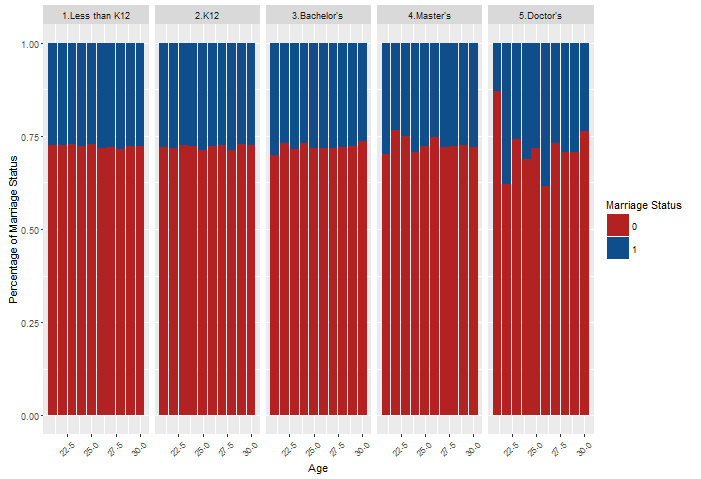 1.Less than K12
2.K12
3.Bachelor's
4.Master's
5.Doctor's
1.00
0.75
0.50
0.25
0.00
Percentage of Marriage Status
22.5 25.0 27.5 30.0
22.5 25.0 27.5 30.0
22.5 25.0 27.5 30.0
22.5 25.0 27.5 30.0
22.5 25.0 27.5 30.0
Age
Marriage Status
0
1